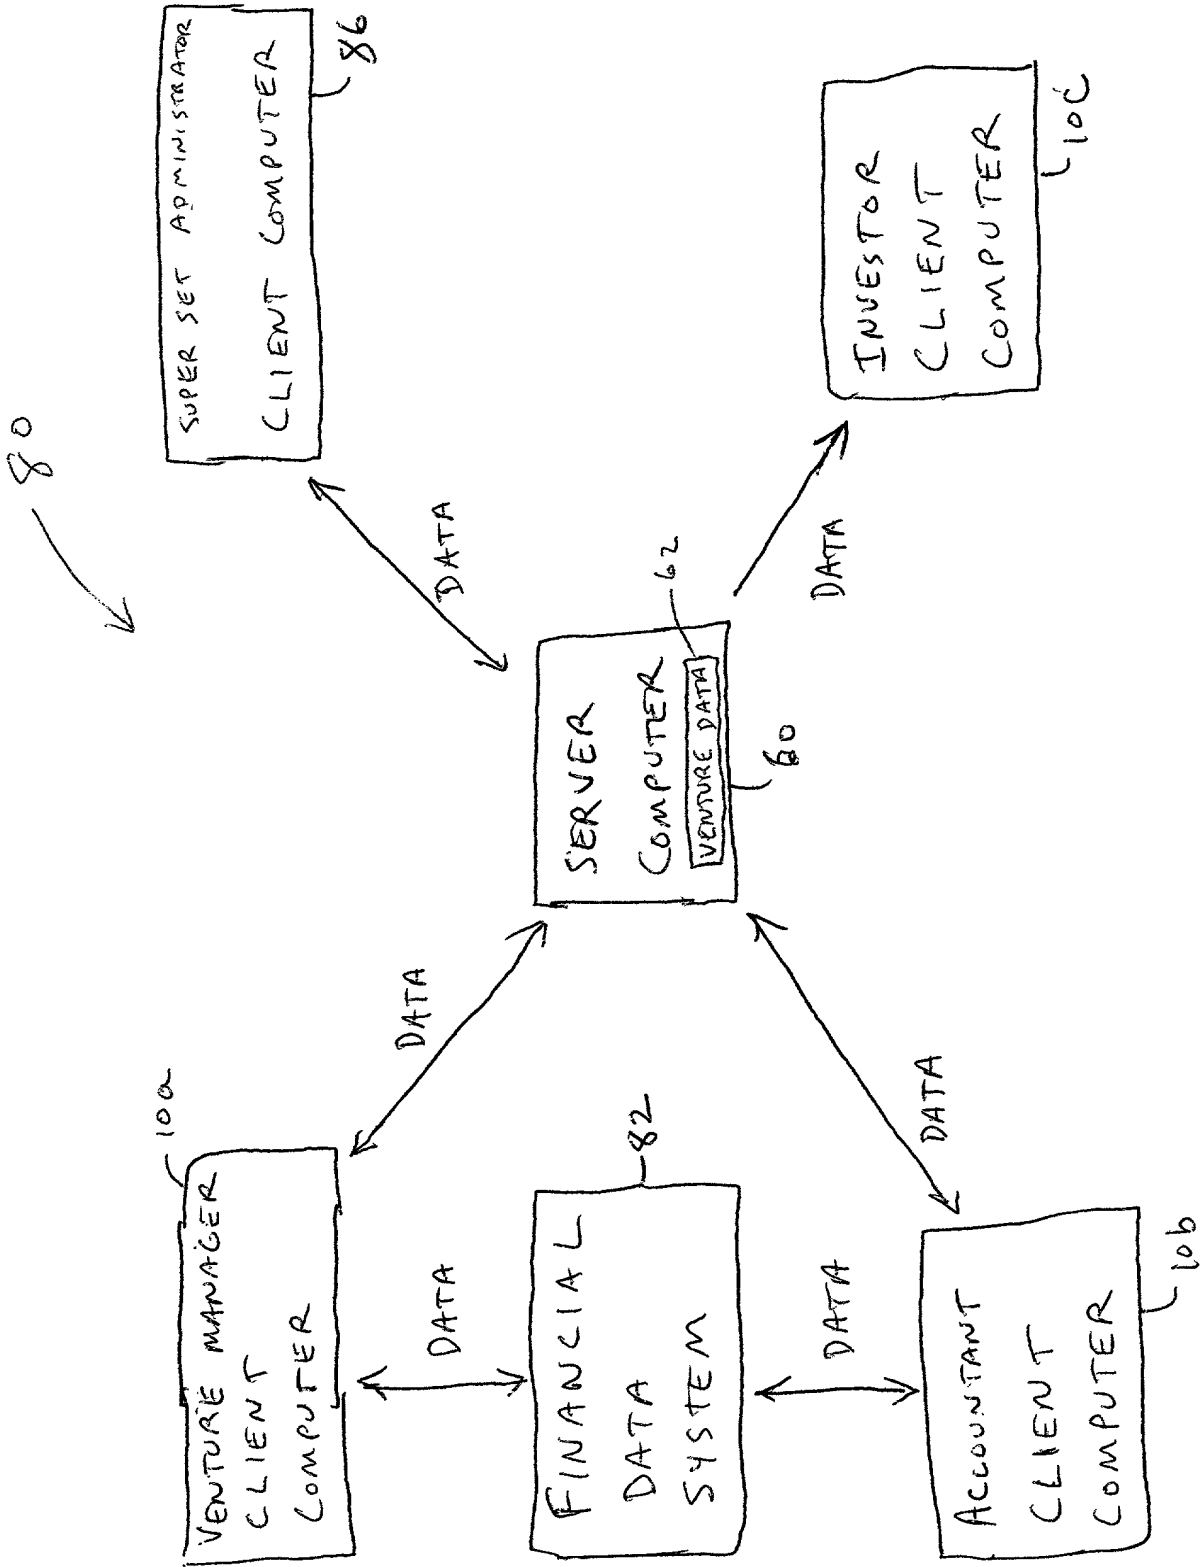 80
VENTURE MANAGER
CLIENT
COMPUTER
10a
DATA
SUPER SET ADMINISTRATOR
CLIENT COMPUTER
86
DATA
DATA
FINANCIAL
DATA
SYSTEM
82
SERVER
COMPUTER
VENTURE DATA
62
60
DATA
DATA
DATA
ACCOUNTANT
CLIENT
COMPUTER
10b
INVESTOR
CLIENT
COMPUTER
10c